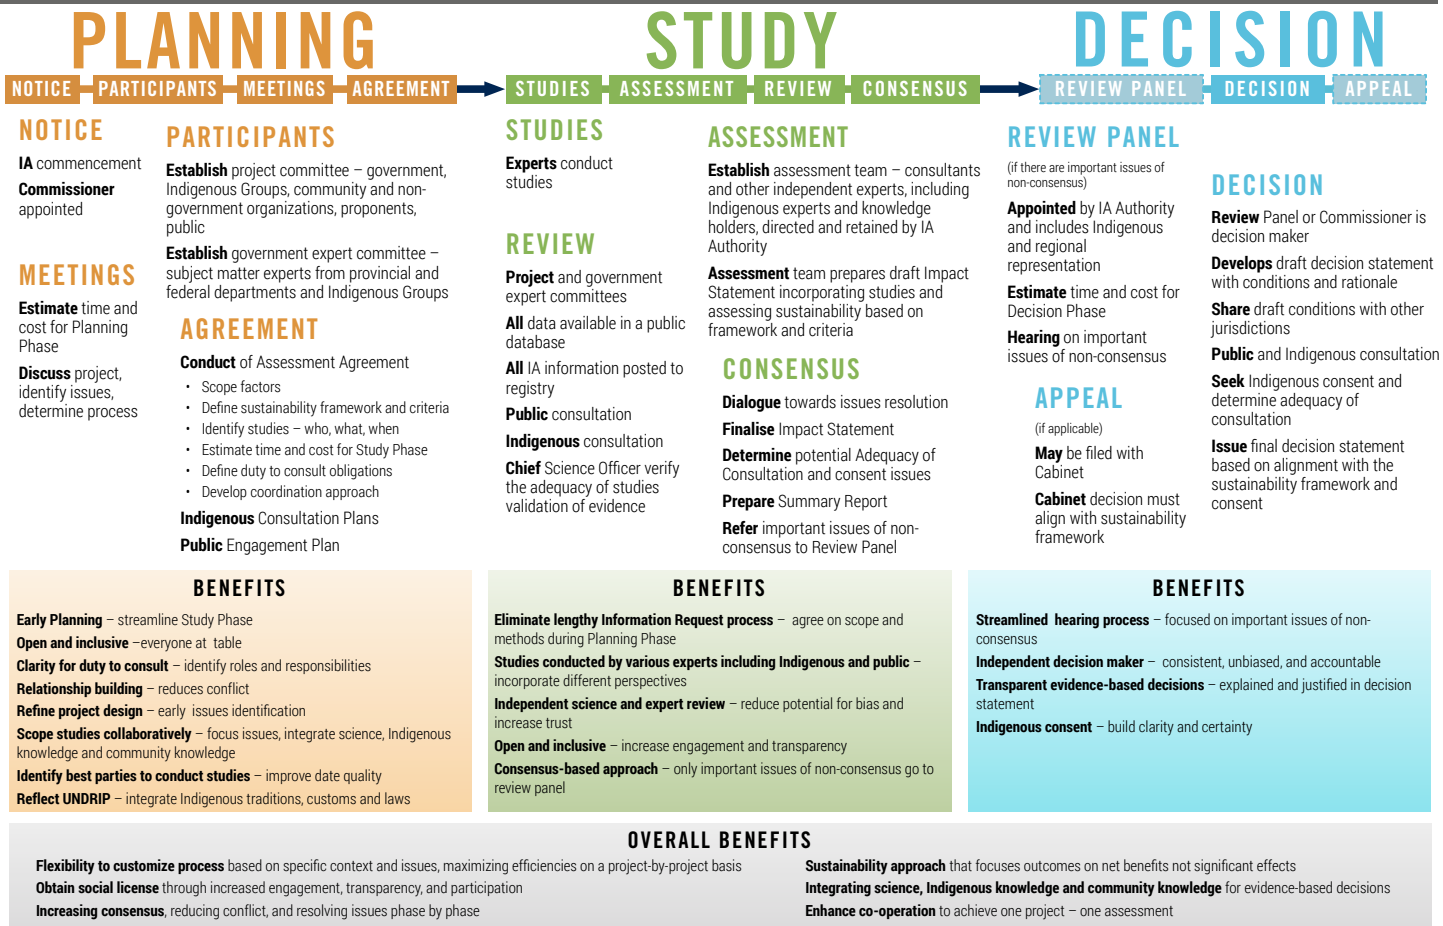 PLANNING
STUDY
DECISION
NOTICE
PARTICIPANTS
MEETINGS
AGREEMENT
STUDIES
ASSESSMENT
REVIEW
CONSENSUS
REVIEW PANEL
DECISION
APPEAL
NOTICE
IA commencement
Commissioner
appointed
MEETINGS
Estimate time and
cost for Planning
Phase
Discuss project,
identify issues,
determine process
PARTICIPANTS
Establish project committee – government,
Indigenous Groups, community and non-
government organizations, proponents,
public
Establish government expert committee –
subject matter experts from provincial and
federal departments and Indigenous Groups
AGREEMENT
Conduct of Assessment Agreement
• Scope factors
• Define sustainability framework and criteria
• Identify studies – who, what, when
• Estimate time and cost for Study Phase
• Define duty to consult obligations
• Develop coordination approach
Indigenous Consultation Plans
Public Engagement Plan
STUDIES
Experts conduct
studies
REVIEW
Project and government
expert committees
All data available in a public
database
All IA information posted to
registry
Public consultation
Indigenous consultation
Chief Science Officer verify
the adequacy of studies
validation of evidence
ASSESSMENT
Establish assessment team – consultants
and other independent experts, including
Indigenous experts and knowledge
holders, directed and retained by IA
Authority
Assessment team prepares draft Impact
Statement incorporating studies and
assessing sustainability based on
framework and criteria
CONSENSUS
Dialogue towards issues resolution
Finalise Impact Statement
Determine potential Adequacy of
Consultation and consent issues
Prepare Summary Report
Refer important issues of non-
consensus to Review Panel
REVIEW PANEL
(if there are important issues of
non-consensus)
Appointed by IA Authority
and includes Indigenous
and regional
representation
Estimate time and cost for
Decision Phase
Hearing on important
issues of non-consensus
APPEAL
(if applicable)
May be filed with
Cabinet
Cabinet decision must
align with sustainability
framework
DECISION
Review Panel or Commissioner is
decision maker
Develops draft decision statement
with conditions and rationale
Share draft conditions with other
jurisdictions
Public and Indigenous consultation
Seek Indigenous consent and
determine adequacy of
consultation
Issue final decision statement
based on alignment with the
sustainability framework and
consent
BENEFITS
Early Planning – streamline Study Phase
Open and inclusive –everyone at table
Clarity for duty to consult – identify roles and responsibilities
Relationship building – reduces conflict
Refine project design – early issues identification
Scope studies collaboratively – focus issues, integrate science, Indigenous
knowledge and community knowledge
Identify best parties to conduct studies – improve date quality
Reflect UNDRIP – integrate Indigenous traditions, customs and laws
BENEFITS
Eliminate lengthy Information Request process – agree on scope and
methods during Planning Phase
Studies conducted by various experts including Indigenous and public –
incorporate different perspectives
Independent science and expert review – reduce potential for bias and
increase trust
Open and inclusive – increase engagement and transparency
Consensus-based approach – only important issues of non-consensus go to
review panel
BENEFITS
Streamlined hearing process – focused on important issues of non-
consensus
Independent decision maker – consistent, unbiased, and accountable
Transparent evidence-based decisions – explained and justified in decision
statement
Indigenous consent – build clarity and certainty
OVERALL BENEFITS
Flexibility to customize process based on specific context and issues, maximizing efficiencies on a project-by-project basis
Obtain social license through increased engagement, transparency, and participation
Increasing consensus, reducing conflict, and resolving issues phase by phase
Sustainability approach that focuses outcomes on net benefits not significant effects
Integrating science, Indigenous knowledge and community knowledge for evidence-based decisions
Enhance co-operation to achieve one project – one assessment